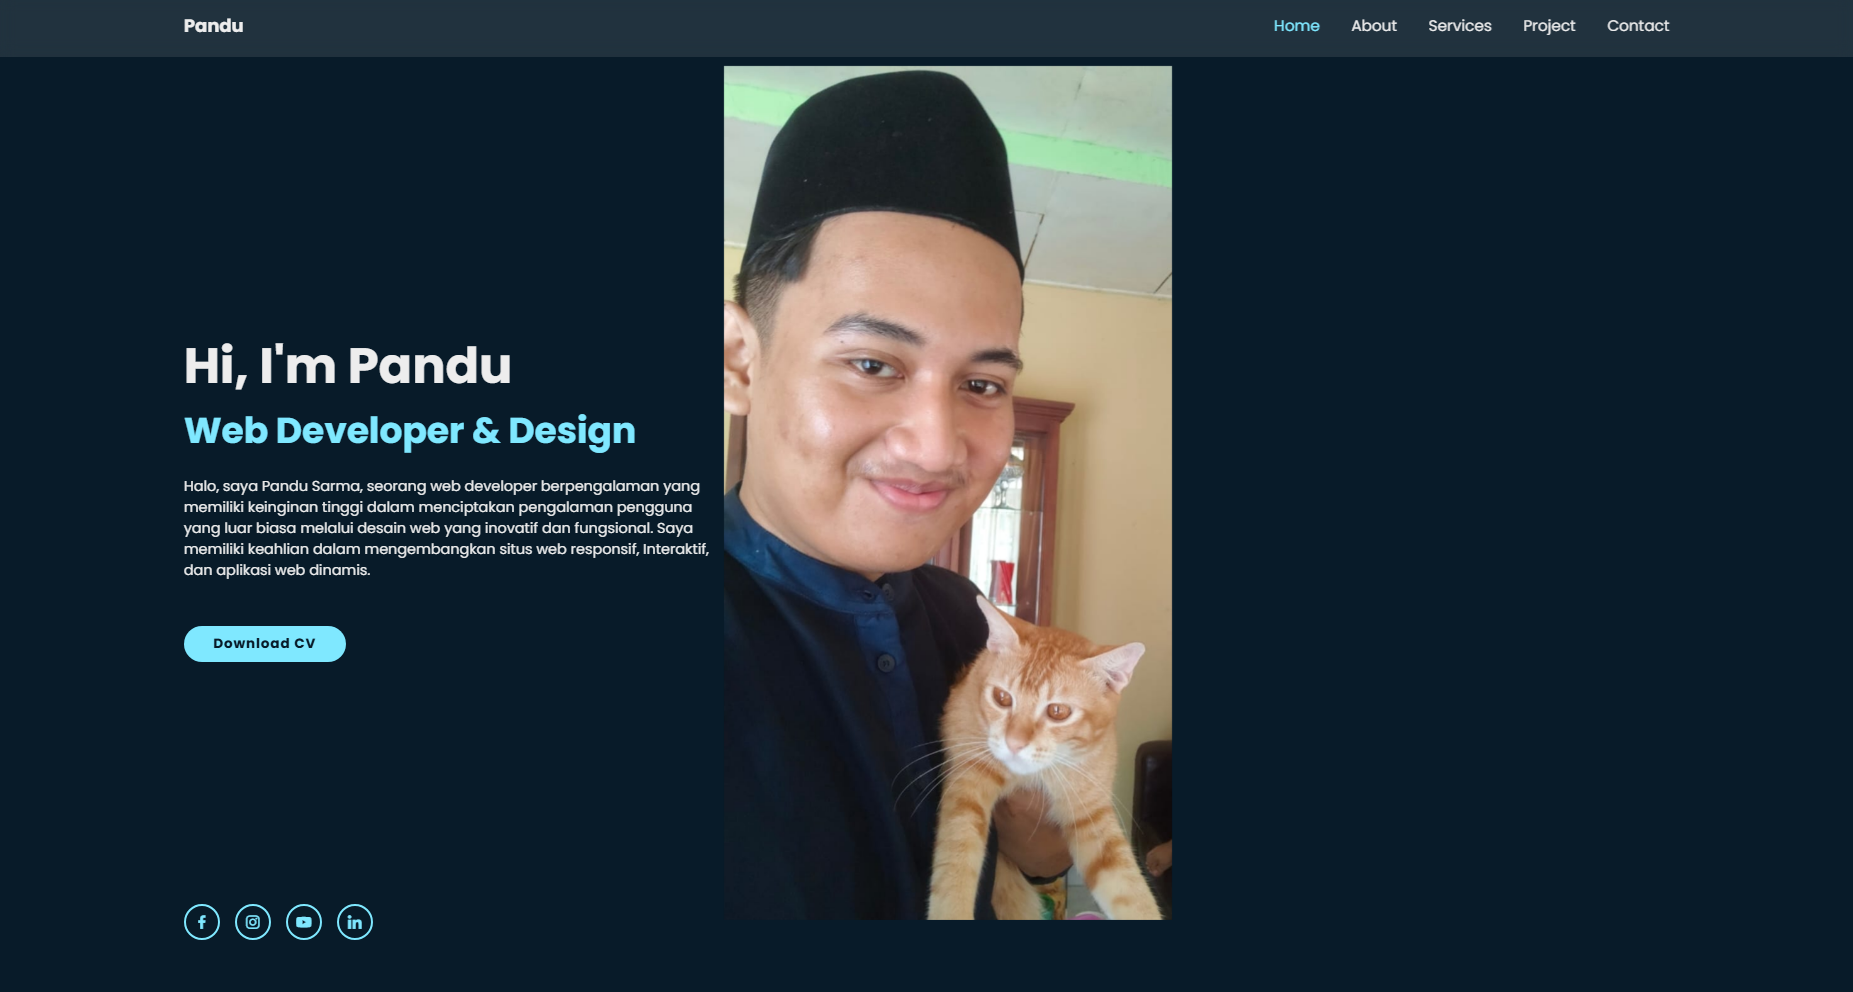 Pandu
Home About Services Project Contact
Hi, I'm Pandu
Web Developer & Design
Halo, saya Pandu Sarma, seorang web developer berpengalaman yang
memiliki keinginan tinggi dalam menciptakan pengalaman pengguna
yang luar biasa melalui desain web yang inovatif dan fungsional. Saya
memiliki keahlian dalam mengembangkan situs web responsif, Interaktif,
dan aplikasi web dinamis.
Download CV